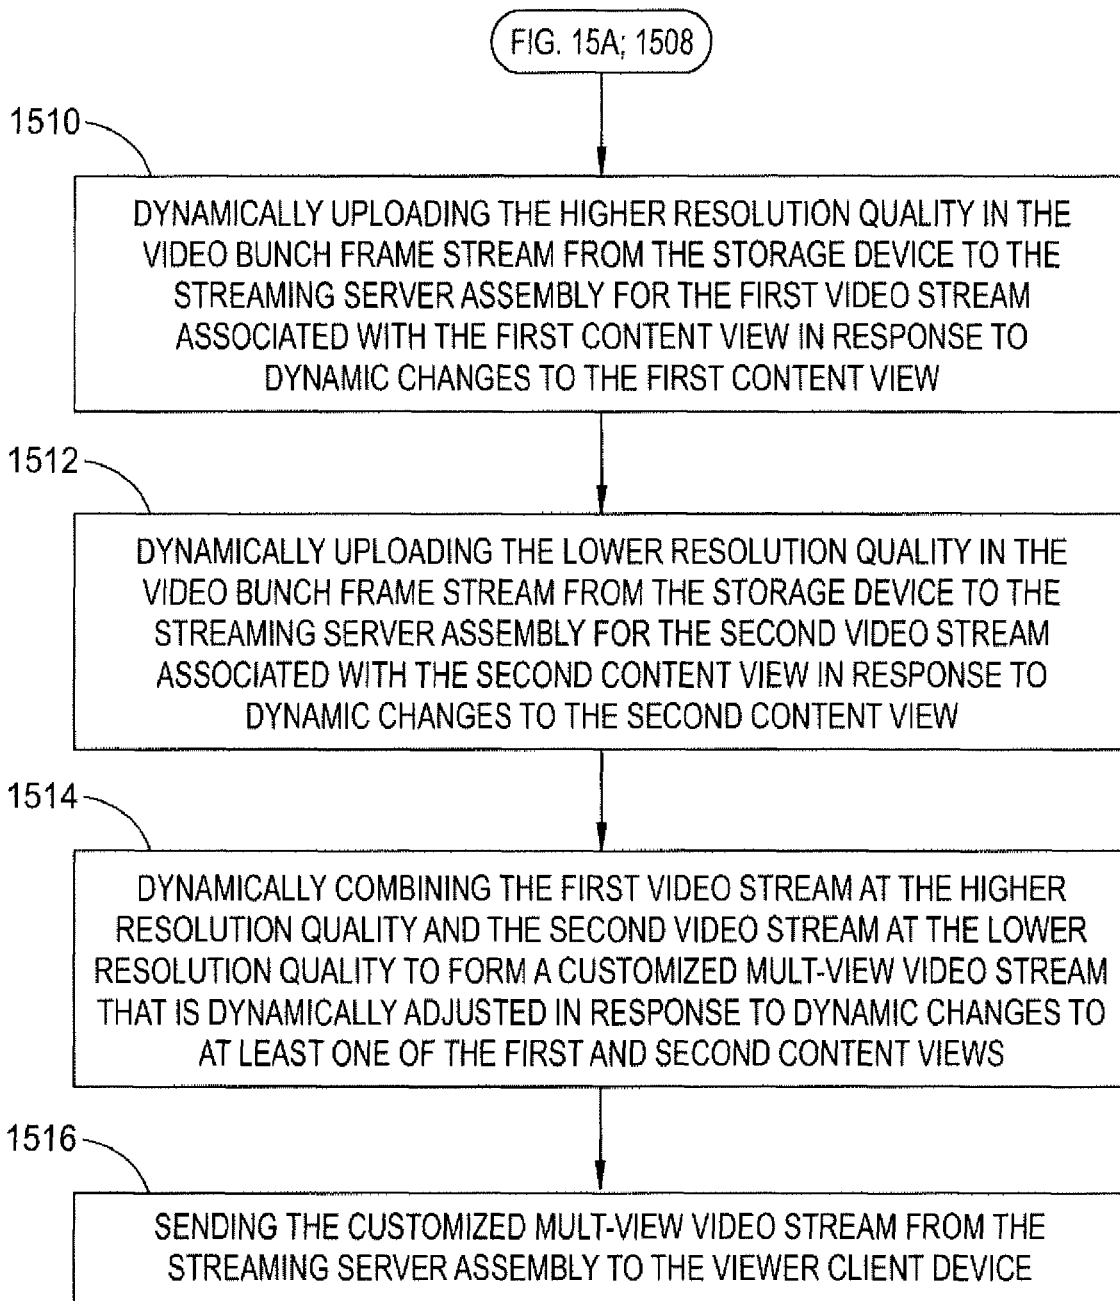 FIG. 15A; 1508
1510
DYNAMICALLY UPLOADING THE HIGHER RESOLUTION QUALITY IN THE
VIDEO BUNCH FRAME STREAM FROM THE STORAGE DEVICE TO THE
STREAMING SERVER ASSEMBLY FOR THE FIRST VIDEO STREAM
ASSOCIATED WITH THE FIRST CONTENT VIEW IN RESPONSE TO
DYNAMIC CHANGES TO THE FIRST CONTENT VIEW
1512
DYNAMICALLY UPLOADING THE LOWER RESOLUTION QUALITY IN THE
VIDEO BUNCH FRAME STREAM FROM THE STORAGE DEVICE TO THE
STREAMING SERVER ASSEMBLY FOR THE SECOND VIDEO STREAM
ASSOCIATED WITH THE SECOND CONTENT VIEW IN RESPONSE TO
DYNAMIC CHANGES TO THE SECOND CONTENT VIEW
1514
DYNAMICALLY COMBINING THE FIRST VIDEO STREAM AT THE HIGHER
RESOLUTION QUALITY AND THE SECOND VIDEO STREAM AT THE LOWER
RESOLUTION QUALITY TO FORM A CUSTOMIZED MULT-VIEW VIDEO STREAM
THAT IS DYNAMICALLY ADJUSTED IN RESPONSE TO DYNAMIC CHANGES TO
AT LEAST ONE OF THE FIRST AND SECOND CONTENT VIEWS
1516
SENDING THE CUSTOMIZED MULT-VIEW VIDEO STREAM FROM THE
STREAMING SERVER ASSEMBLY TO THE VIEWER CLIENT DEVICE